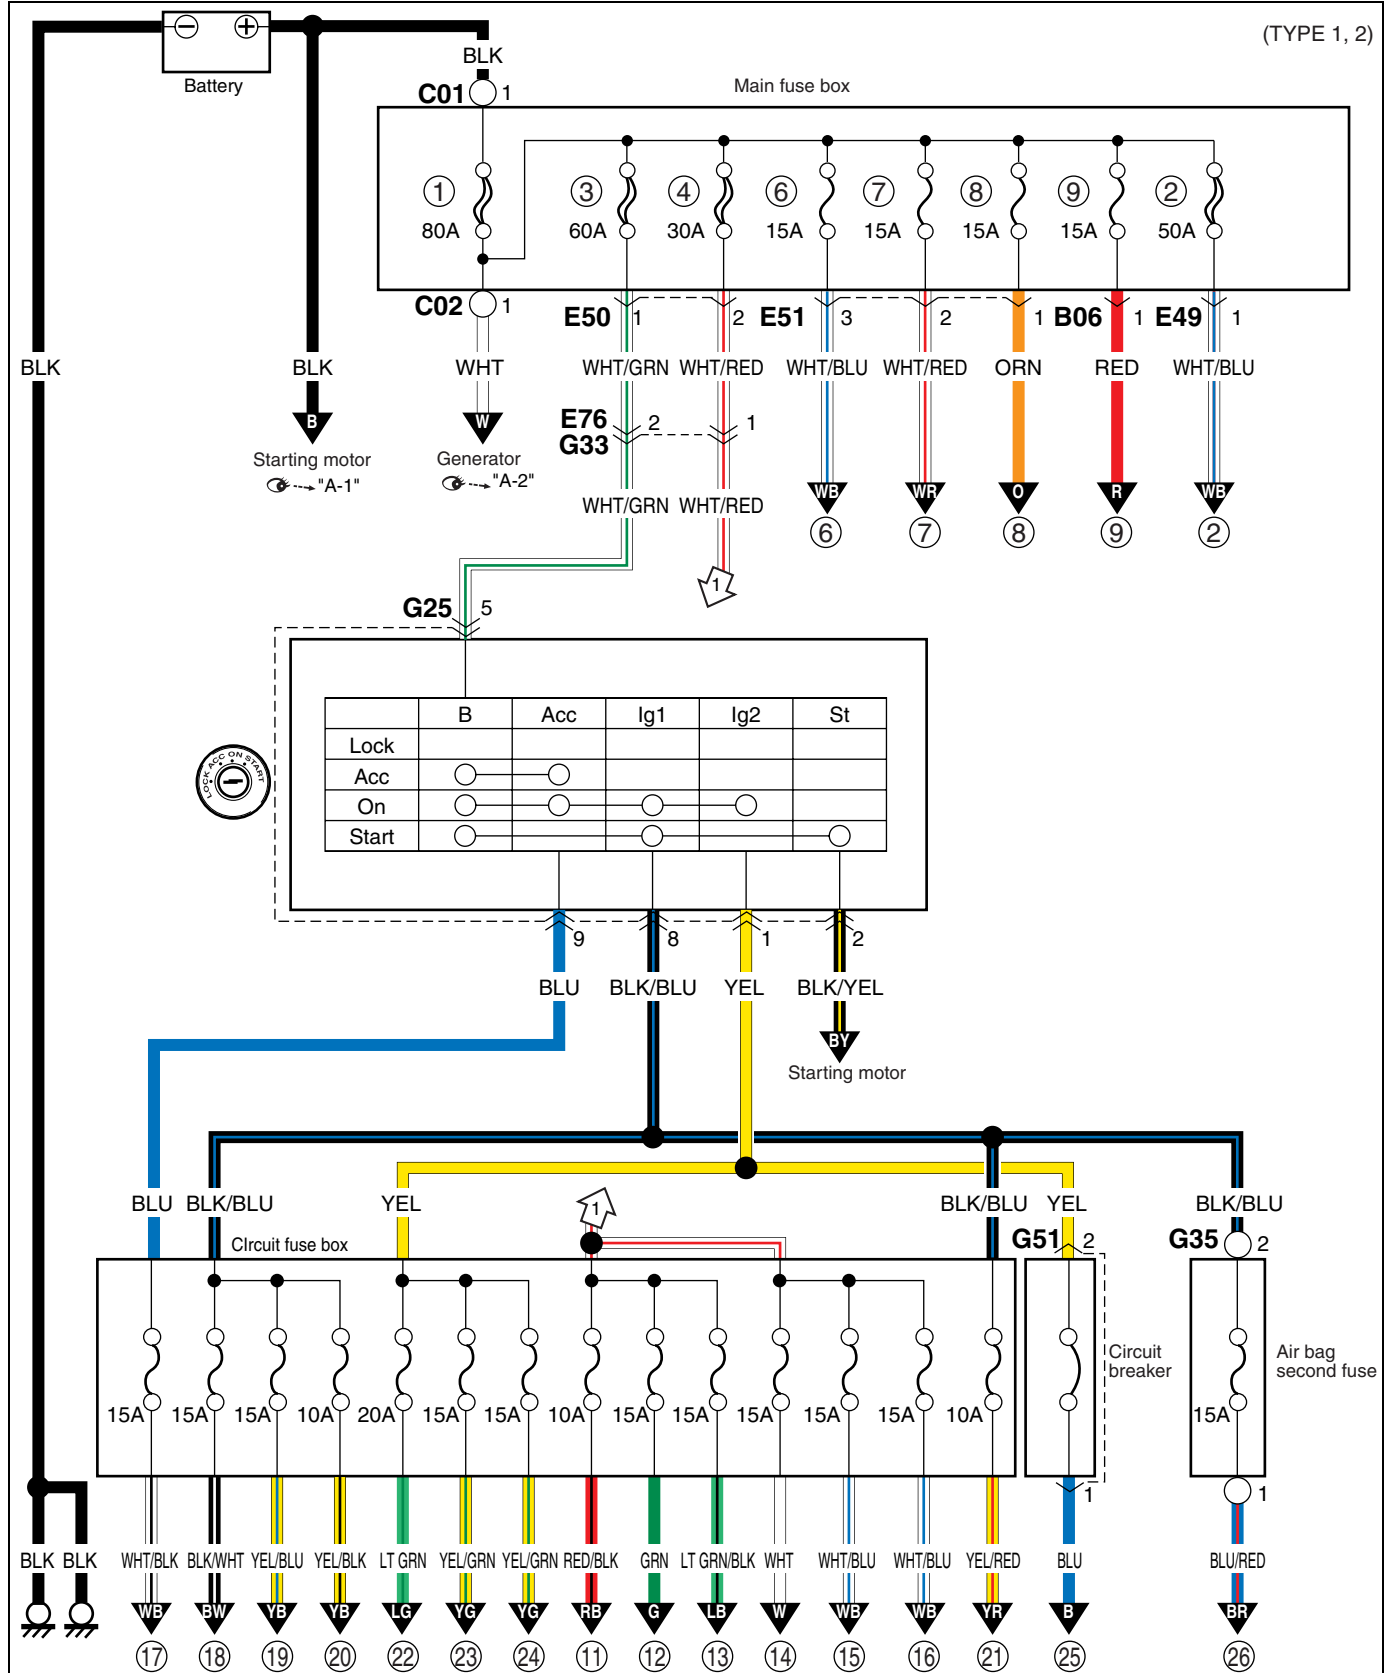 (TYPE 1, 2)
− +
Battery
BLK
C01 1
Main fuse box
1 3 4 6 7 8 9 2
80A 60A 30A 15A 15A 15A 15A 50A
C02 1
E50 1 2 E51 3 2 1 B06 1 E49 1
BLK BLK WHT WHT/GRN WHT/RED WHT/BLU WHT/RED ORN RED WHT/BLU
B W
E76 2 1
G33
Starting motor
"A-1"
Generator
"A-2"
WB WR O R WB
WHT/GRN WHT/RED
6 7 8 9 2
1
G25 5
B Acc Ig1 Ig2 St
Lock
Acc
On
Start
LOCK ACC ON START
9 8 1 2
BLU BLK/BLU YEL BLK/YEL
BY
Starting motor
BLU BLK/BLU YEL 1 BLK/BLU YEL BLK/BLU
CIrcuit fuse box
G51 2 G35 2
Circuit
breaker
Air bag
second fuse
15A 15A 15A 10A 20A 15A 15A 10A 15A 15A 15A 15A 15A 10A 15A
1 1
BLK BLK WHT/BLK BLK/WHT YEL/BLU YEL/BLK LT GRN YEL/GRN YEL/GRN RED/BLK GRN LT GRN/BLK WHT WHT/BLU WHT/BLU YEL/RED BLU BLU/RED
WB BW YB YB LG YG YG RB G LB W WB WB YR B BR
17 18 19 20 22 23 24 11 12 13 14 15 16 21 25 26